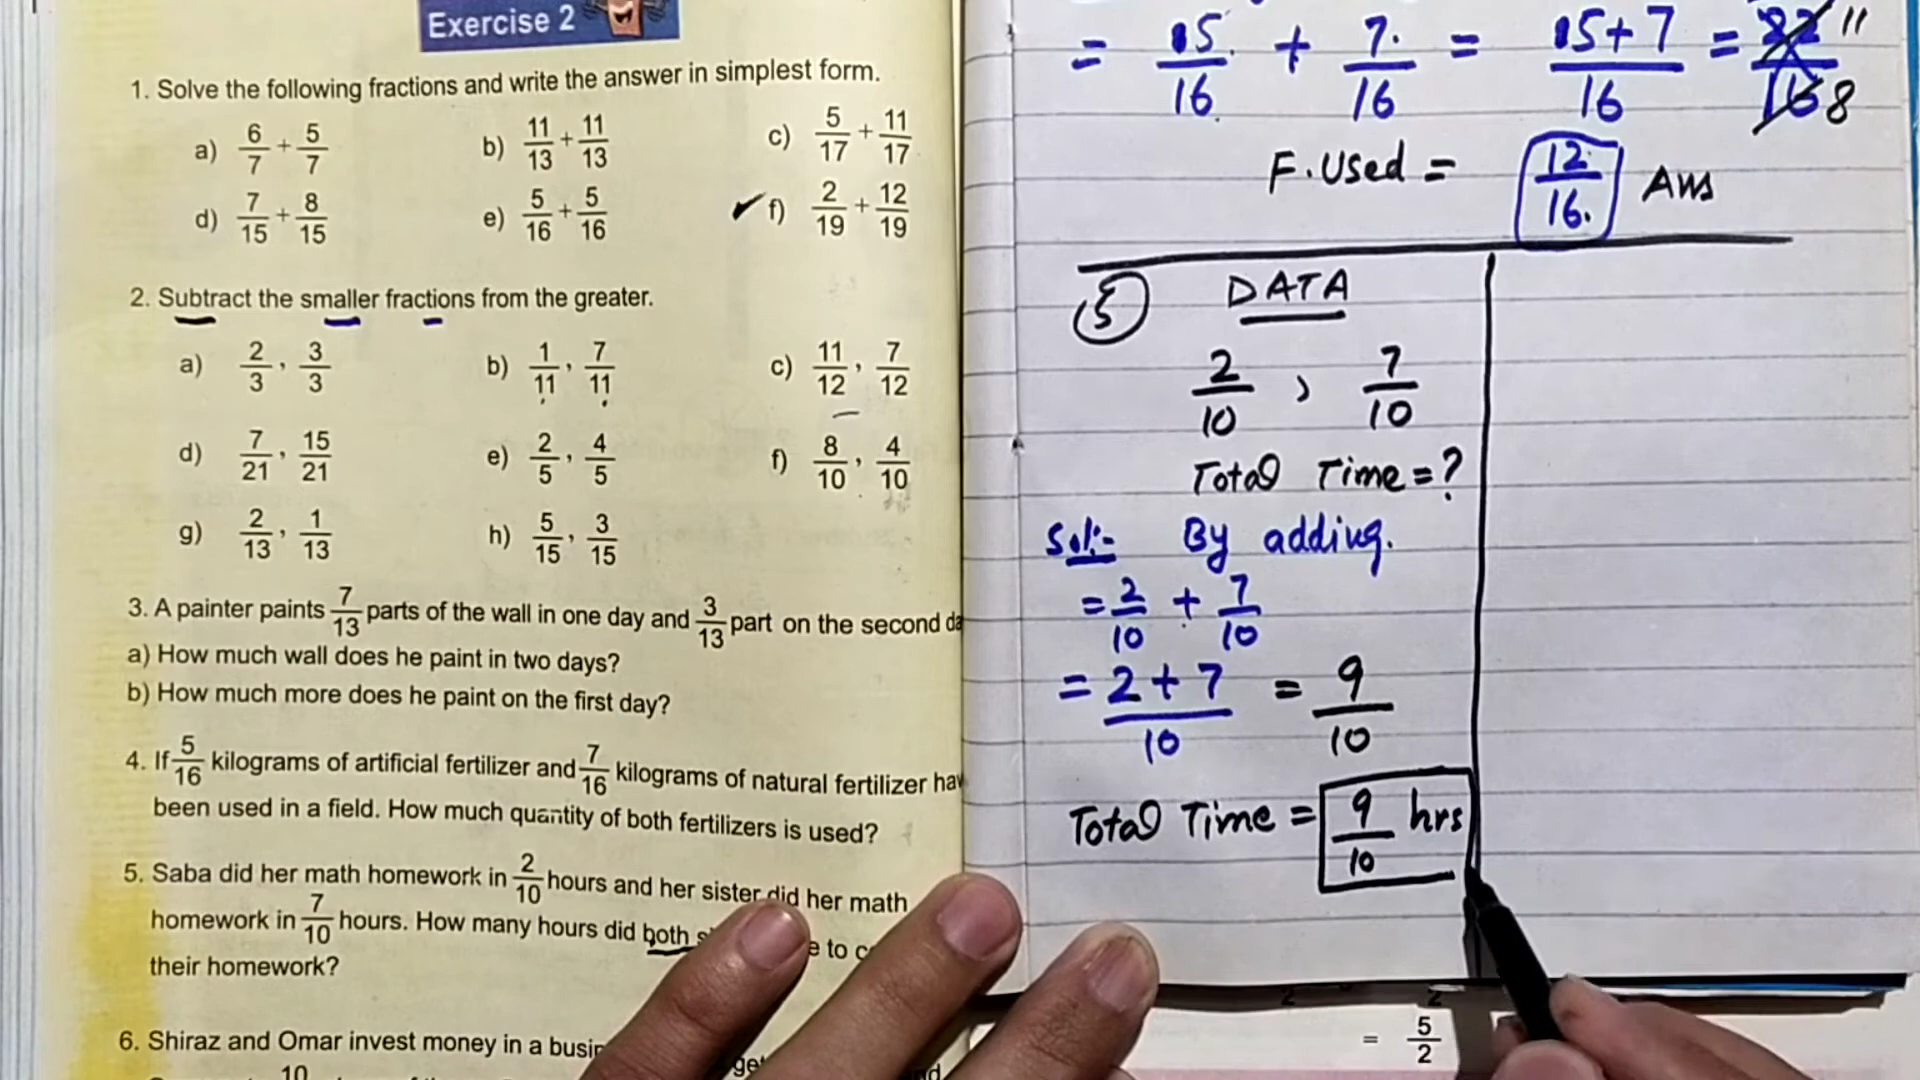 Exercise 2
1. Solve the following fractions and write the answer in simplest form.
a) 6/7 + 5/7 b) 11/13 + 11/13 c) 5/17 + 11/17
d) 7/15 + 8/15 e) 5/16 + 5/16 f) 2/19 + 12/19
2. Subtract the smaller fractions from the greater.
a) 2/3, 3/3 b) 1/11, 7/11 c) 11/12, 7/12
d) 7/21, 15/21 e) 2/5, 4/5 f) 8/10, 4/10
g) 2/13, 1/13 h) 5/15, 3/15
3. A painter paints 7/13 parts of the wall in one day and 3/13 part on the second
a) How much wall does he paint in two days?
b) How much more does he paint on the first day?
4. If 5/16 kilograms of artificial fertilizer and 7/16 kilograms of natural fertilizer
been used in a field. How much quantity of both fertilizers is used?
5. Saba did her math homework in 2/10 hours and her sister did her math
homework in 7/10 hours. How many hours did both to
their homework?
6. Shiraz and Omar invest money in a
10
= 15/16 + 7/16 = 15+7/16 = 22/16 11 8
F. Used = 12/16. Ans
5 DATA
2/10 , 7/10
Total Time = ?
Sol:- By adding.
= 2/10 + 7/10
= 2+7/10 = 9/10
Total Time = 9/10 hrs
= 5/2